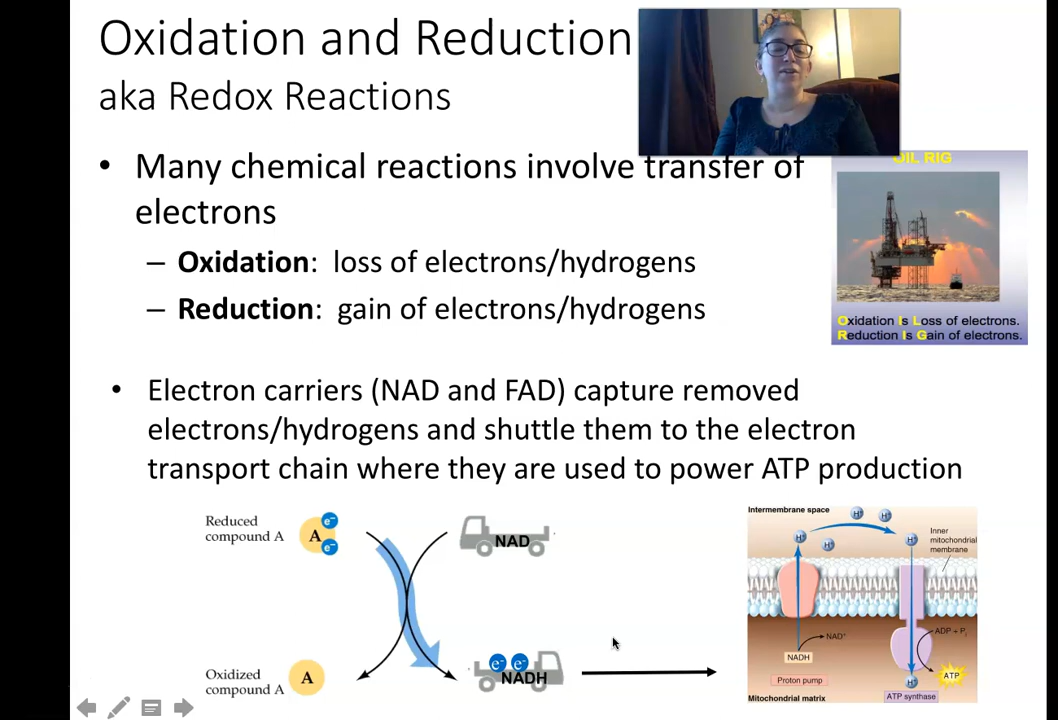 Oxidation and Reduction
aka Redox Reactions
• Many chemical reactions involve transfer of
electrons
– Oxidation: loss of electrons/hydrogens
– Reduction: gain of electrons/hydrogens
OIL RIG
Oxidation Is Loss of electrons.
Reduction Is Gain of electrons.
• Electron carriers (NAD and FAD) capture removed
electrons/hydrogens and shuttle them to the electron
transport chain where they are used to power ATP production
Reduced
compound A
A
e⁻
e⁻
NAD
Oxidized
compound A
A
e⁻ e⁻
NADH
Intermembrane space
H⁺ H⁺
H⁺ H⁺ H⁺
Inner
mitochondrial
membrane
ADP + Pi
NAD⁺
NADH
ATP
H⁺
Proton pump
ATP synthase
Mitochondrial matrix